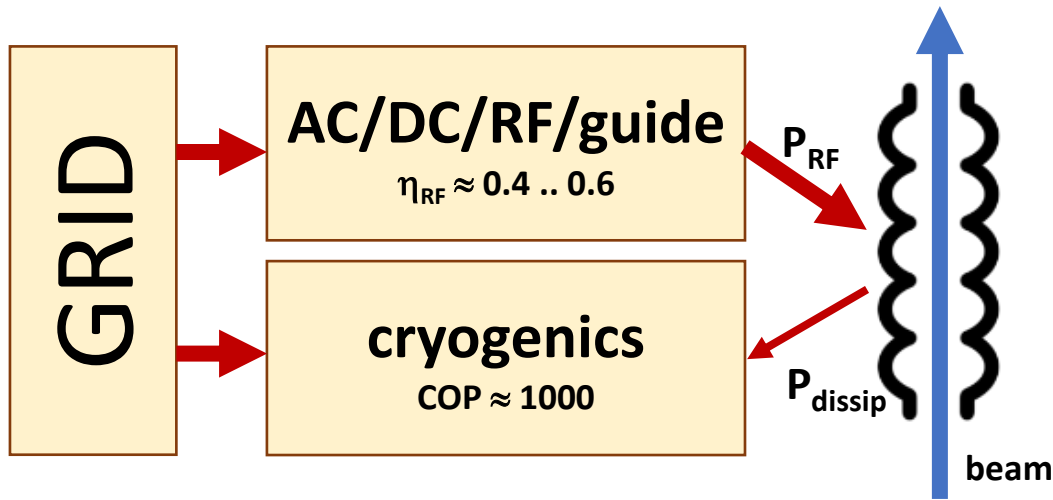 GRID
AC/DC/RF/guide
ηRF ≈ 0.4 .. 0.6
PRF
cryogenics
COP ≈ 1000
Pdissip
beam